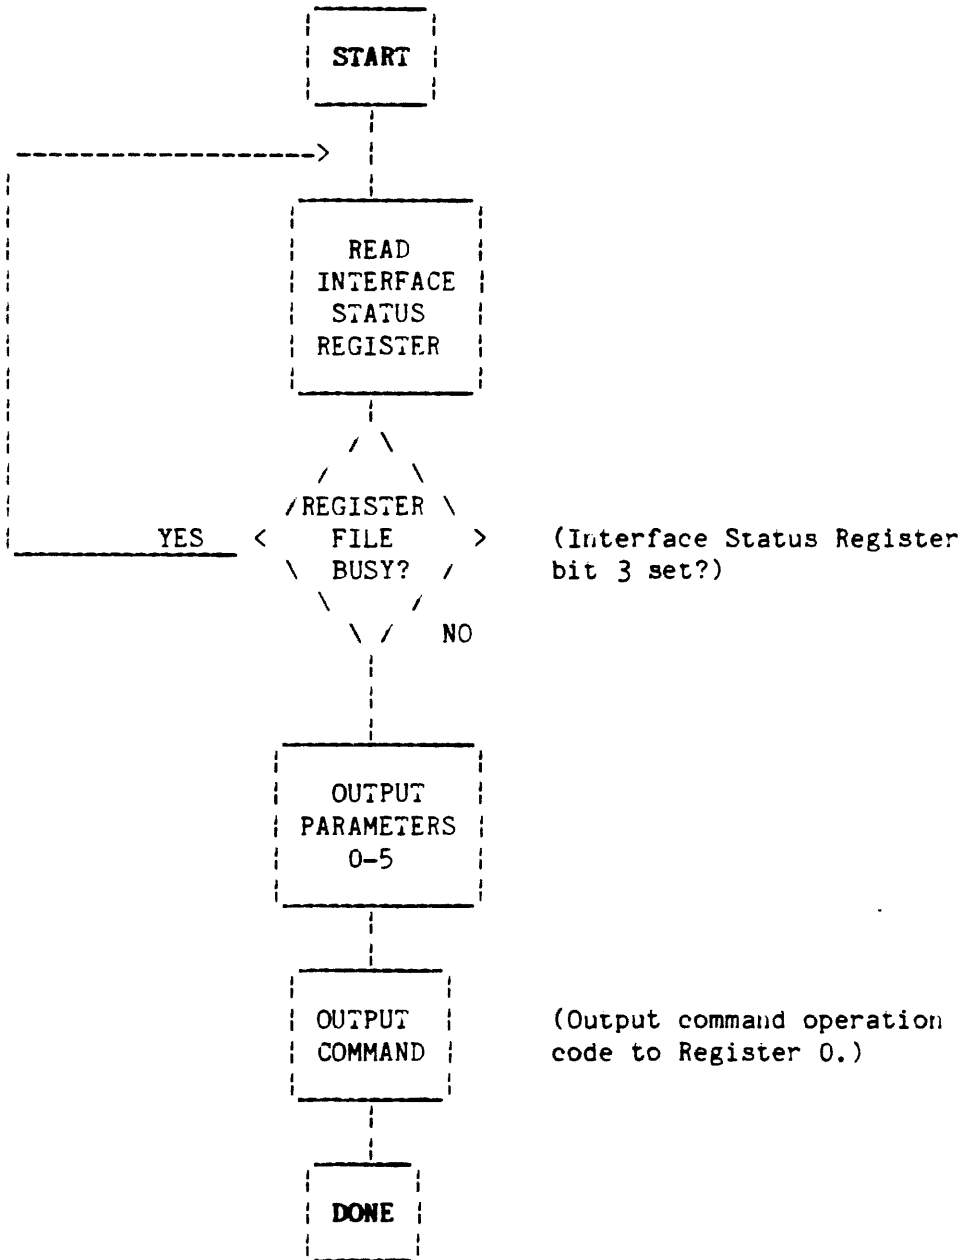 START
READ
INTERFACE
STATUS
REGISTER
REGISTER
YES FILE (Interface Status Register
BUSY? bit 3 set?)
NO
OUTPUT
PARAMETERS
0-5
OUTPUT (Output command operation
COMMAND code to Register 0.)
DONE